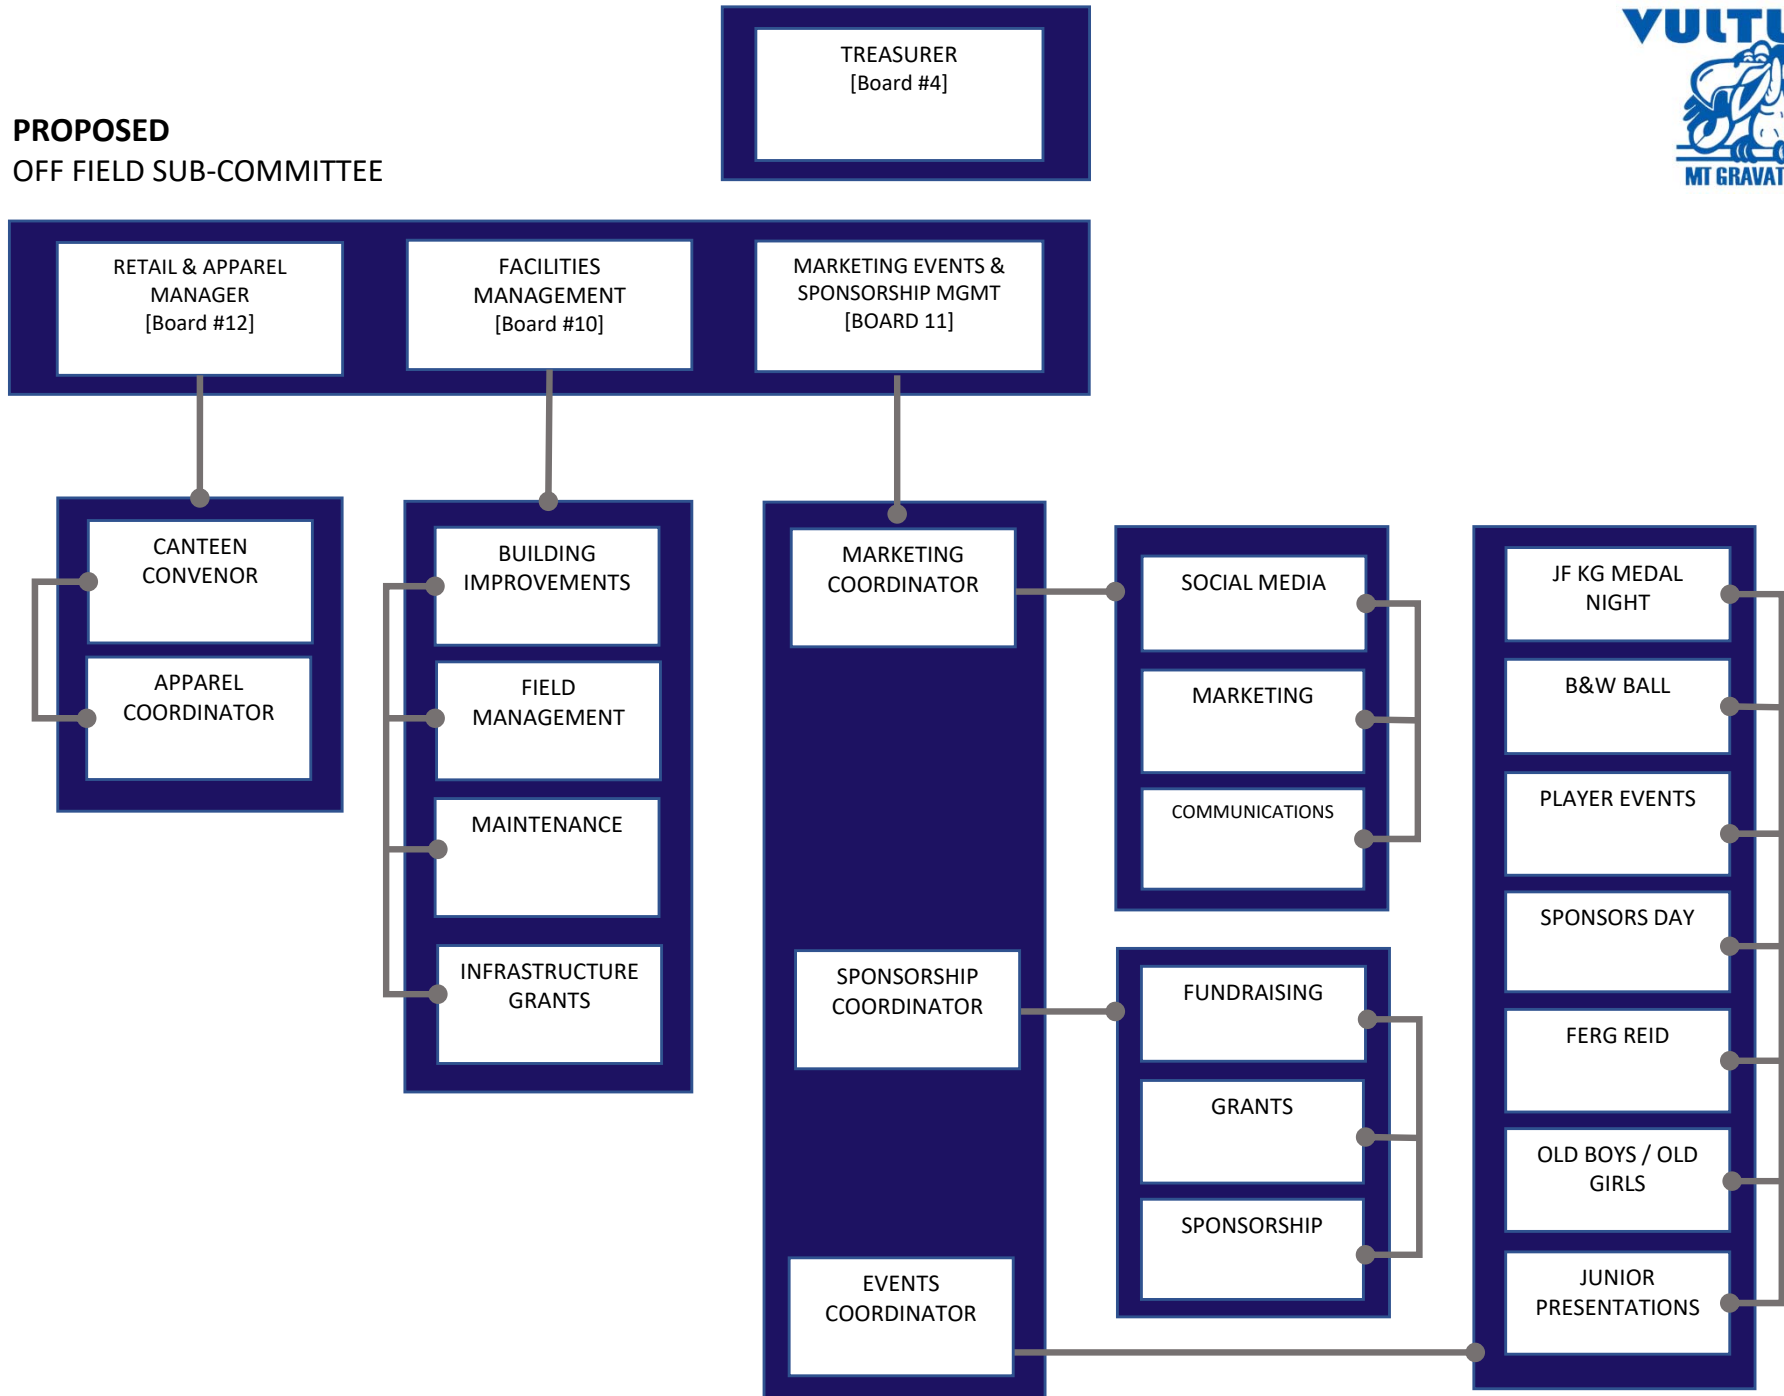 TREASURER
[Board #4]
PROPOSED
OFF FIELD SUB-COMMITTEE
MT
RETAIL & APPAREL
MANAGER
[Board #12]
FACILITIES
MANAGEMENT
[Board #10]
MARKETING EVENTS &
SPONSORSHIP MGMT
[BOARD 11]
CANTEEN
CONVENOR
APPAREL
COORDINATOR
BUILDING
IMPROVEMENTS
FIELD
MANAGEMENT
MAINTENANCE
INFRASTRUCTURE
GRANTS
MARKETING
COORDINATOR
SPONSORSHIP
COORDINATOR
EVENTS
COORDINATOR
SOCIAL MEDIA
MARKETING
COMMUNICATIONS
FUNDRAISING
GRANTS
SPONSORSHIP
JF KG MEDAL
NIGHT
B&W BALL
PLAYER EVENTS
SPONSORS DAY
FERG REID
OLD BOYS / OLD
GIRLS
JUNIOR
PRESENTATIONS